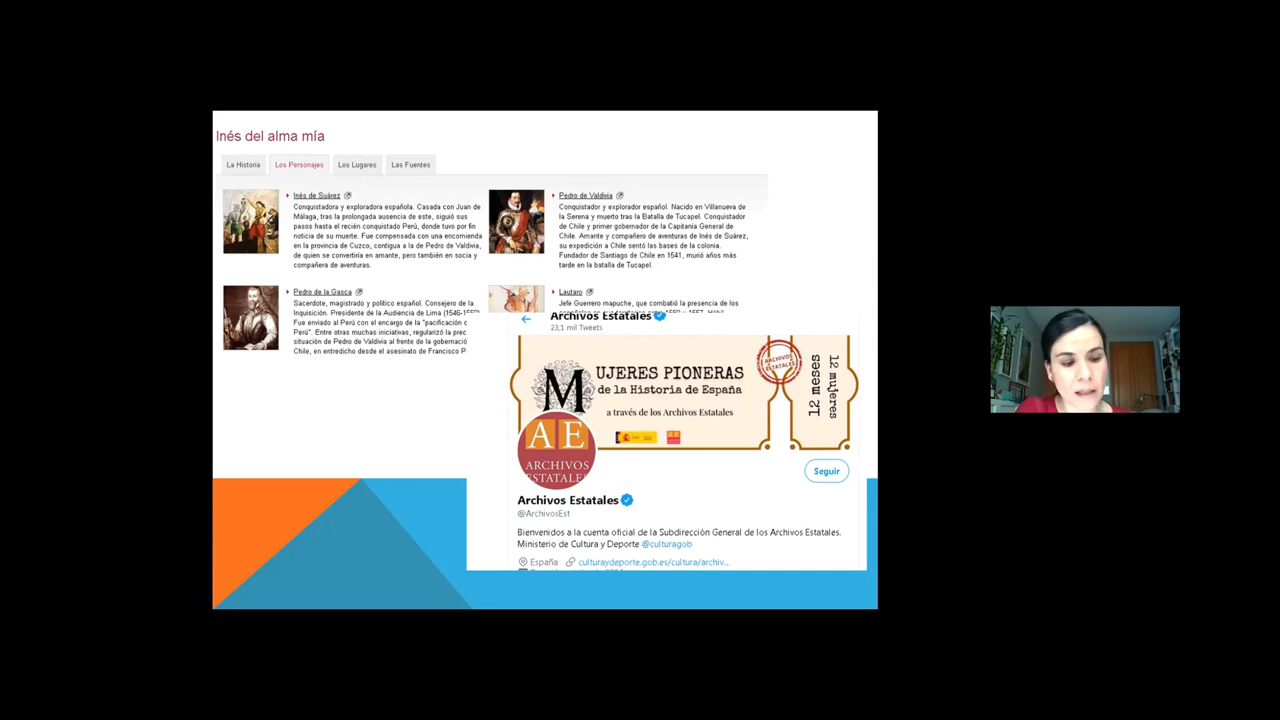 Inés del alma mía
La Historia
Los Personajes
Los Lugares
Las Fuentes
Inés de Suárez
Conquistadora y exploradora española. Casada con Juan de
Málaga, tras la prolongada ausencia de este, siguió sus
pasos hasta el recién conquistado Perú, donde tuvo por fin
noticia de su muerte. Fue compensada con una encomienda
en la provincia de Cuzco, contigua a la de Pedro de Valdivia,
de quien se convertiría en amante, pero también en socia y
compañera de aventuras.
Pedro de Valdivia
Conquistador y explorador español. Nacido en Villanueva de
la Serena y muerto tras la Batalla de Tucapel. Conquistador
de Chile y primer gobernador de la Capitanía General de
Chile. Amante y compañero de aventuras de Inés de Suárez,
su expedición a Chile sentó las bases de la colonia.
Fundador de Santiago de Chile en 1541, murió años más
tarde en la batalla de Tucapel.
Pedro de la Gasca
Sacerdote, magistrado y político español. Consejero de la
Inquisición. Presidente de la Audiencia de Lima (1546-1550)
Fue enviado al Perú con el encargo de la "pacificación d
Perú". Entre otras muchas iniciativas, regularizó la prec
situación de Pedro de Valdivia al frente de la gobernació
Chile, en entredicho desde el asesinato de Francisco P
Lautaro
Jefe Guerrero mapuche, que combatió la presencia de los
Archivos Estatales
23,1 mil Tweets
MUJERES PIONERAS
de la Historia de España
a través de los Archivos Estatales
ARCHIVOS
ESTATALES
12 meses
12 mujeres
AE
ARCHIVOS
ESTATALES
Seguir
Archivos Estatales
@ArchivosEst
Bienvenidos a la cuenta oficial de la Subdirección General de los Archivos Estatales.
Ministerio de Cultura y Deporte @culturagob
España culturaydeporte.gob.es/cultura/archiv...